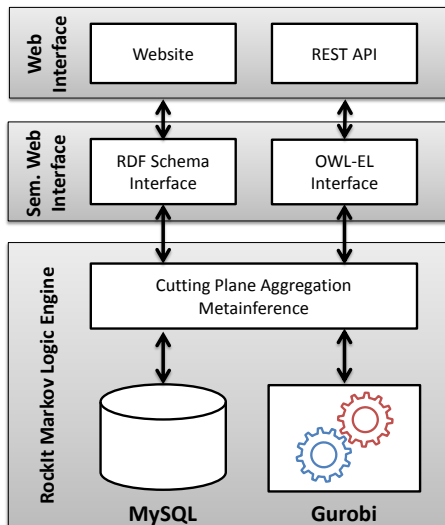 Web
Interface
Website
REST API
Sem. Web
Interface
RDF Schema
Interface
OWL-EL
Interface
RockIt Markov Logic Engine
Cutting Plane Aggregation
Metainference
MySQL
Gurobi